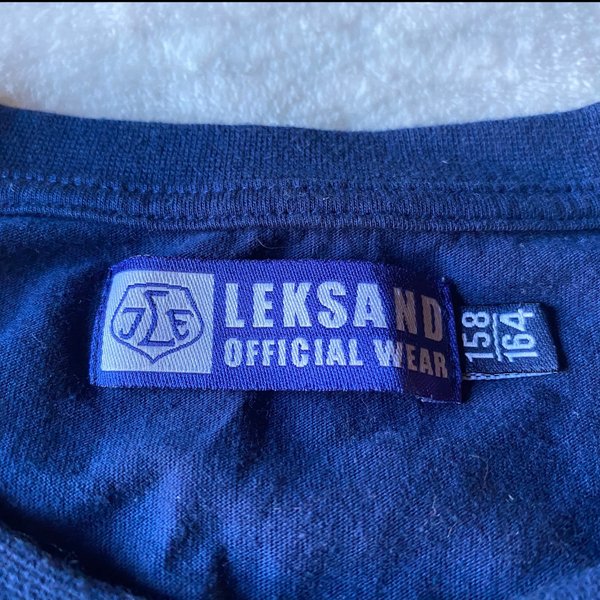 LEKSAND
OFFICIAL WEAR
158
164